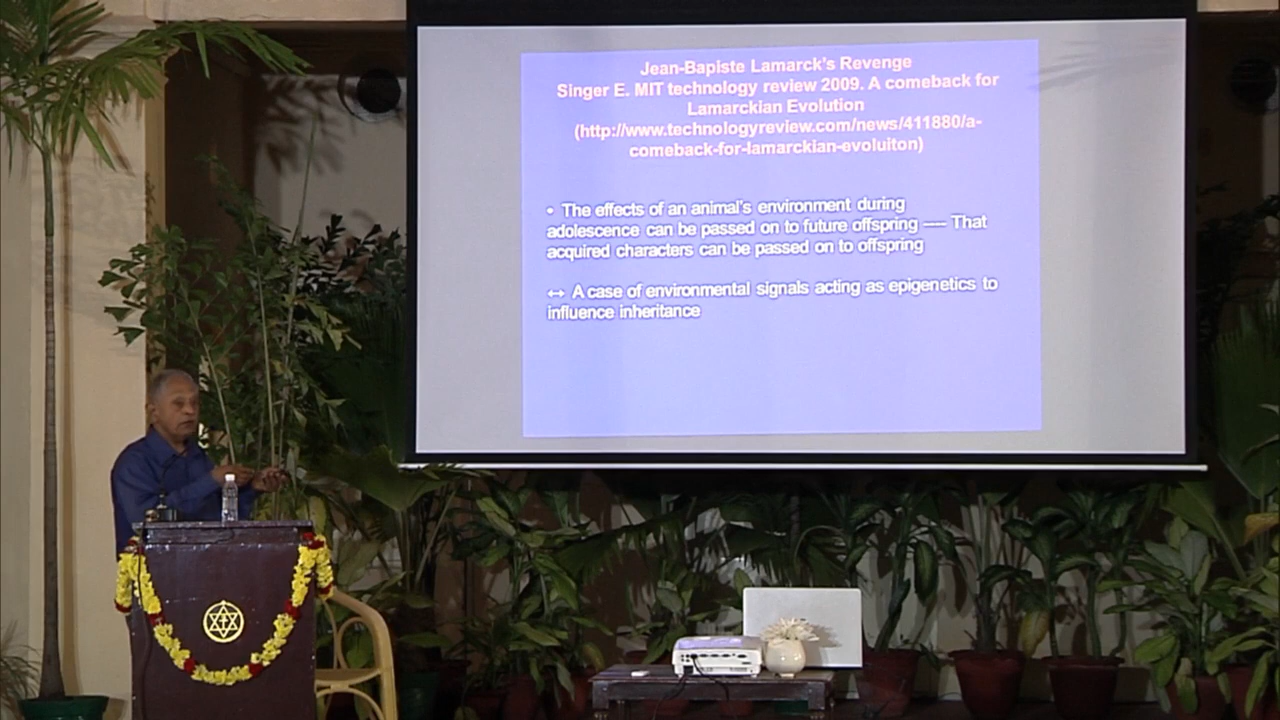 Jean-Bapiste Lamarck's Revenge
Singer E. MIT technology review 2009. A comeback for
Lamarckian Evolution
(http://www.technologyreview.com/news/411880/a-
comeback-for-lamarckian-evoluiton)
• The effects of an animal's environment during
adolescence can be passed on to future offspring ---- That
acquired characters can be passed on to offspring
↔ A case of environmental signals acting as epigenetics to
influence inheritance